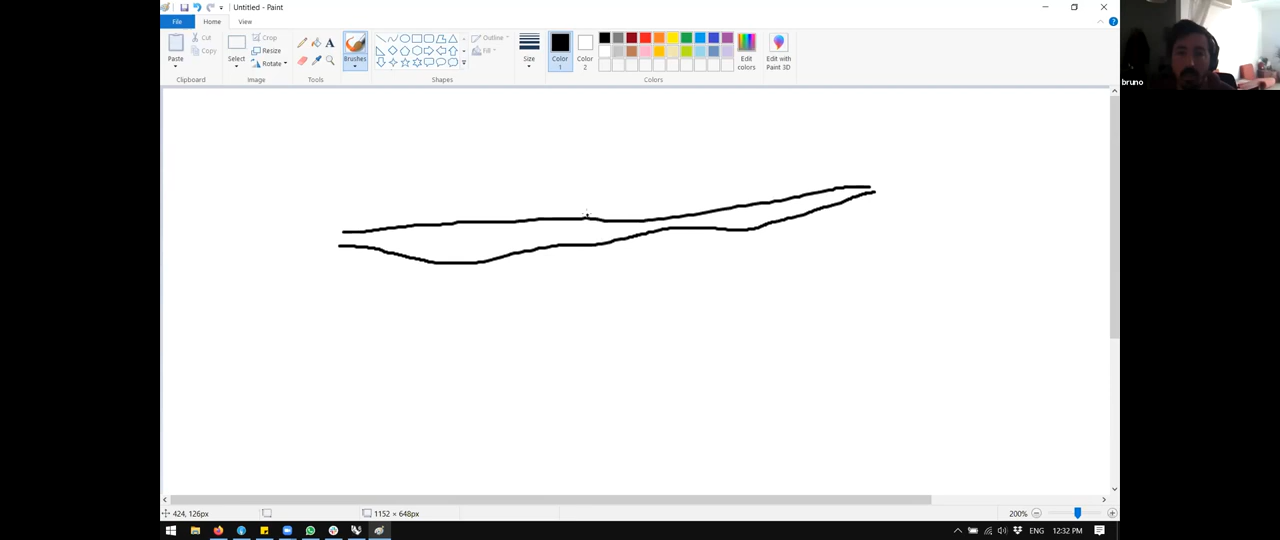 Untitled - Paint
File Home View
Paste
Cut
Copy
Clipboard
Select
Crop
Resize
Rotate
Image
A
Tools
Brushes
Outline
Fill
Shapes
Size
Color 1
Color 2
Edit colors
Colors
Edit with Paint 3D
bruno
424, 126px
1152 × 648px
200%
ENG
12:32 PM